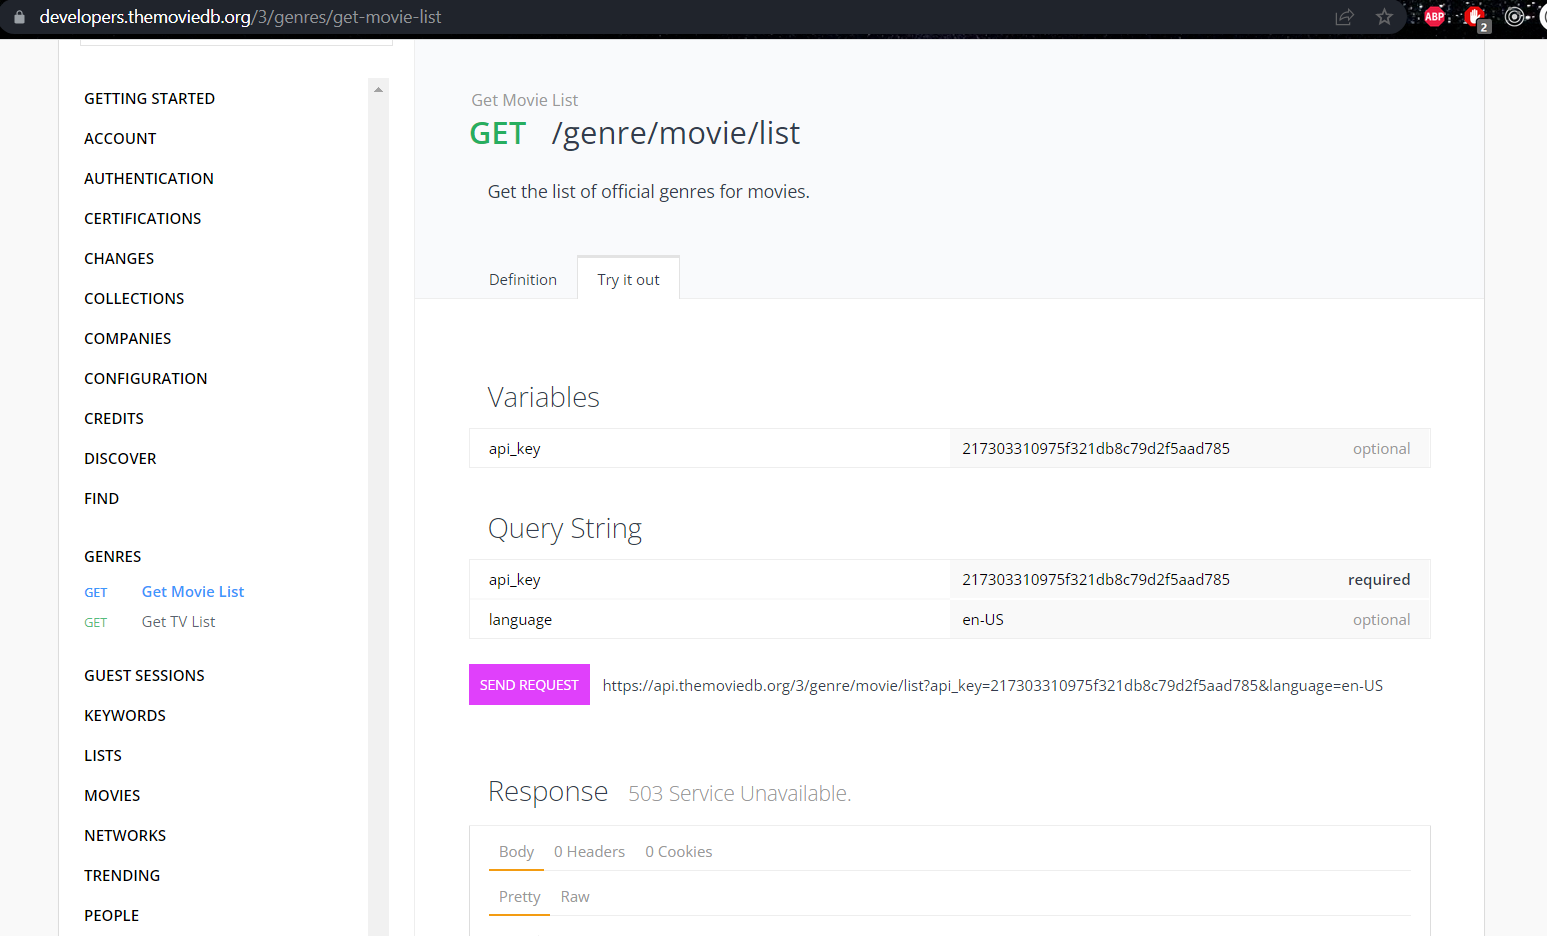 developers.themoviedb.org/3/genres/get-movie-list
ABP
2
GETTING STARTED
ACCOUNT
AUTHENTICATION
CERTIFICATIONS
CHANGES
COLLECTIONS
COMPANIES
CONFIGURATION
CREDITS
DISCOVER
FIND
GENRES
GET Get Movie List
GET Get TV List
GUEST SESSIONS
KEYWORDS
LISTS
MOVIES
NETWORKS
TRENDING
PEOPLE
Get Movie List
GET /genre/movie/list
Get the list of official genres for movies.
Definition Try it out
Variables
api_key 217303310975f321db8c79d2f5aad785 optional
Query String
api_key 217303310975f321db8c79d2f5aad785 required
language en-US optional
SEND REQUEST https://api.themoviedb.org/3/genre/movie/list?api_key=217303310975f321db8c79d2f5aad785&language=en-US
Response 503 Service Unavailable.
Body 0 Headers 0 Cookies
Pretty Raw